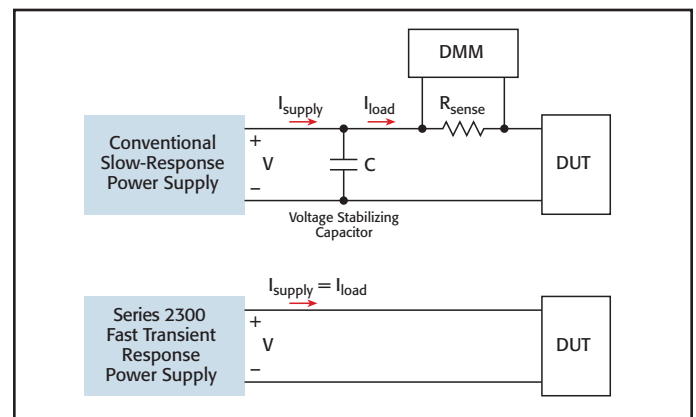 DMM
I_supply
I_load
R_sense
Conventional
Slow-Response
Power Supply
+
V
–
C
DUT
Voltage Stabilizing
Capacitor
I_supply = I_load
Series 2300
Fast Transient
Response
Power Supply
+
V
–
DUT